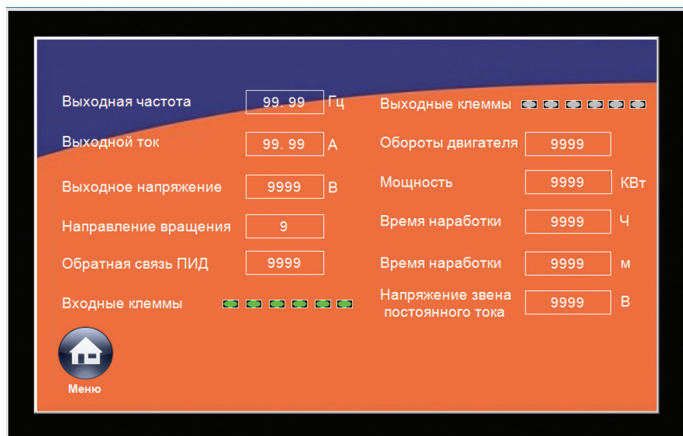 Выходная частота 99.99 Гц
Выходные клеммы
Выходной ток 99.99 А
Обороты двигателя 9999
Выходное напряжение 9999 В
Мощность 9999 КВт
Направление вращения 9
Время наработки 9999 Ч
Обратная связь ПИД 9999
Время наработки 9999 м
Входные клеммы
Напряжение звена
постоянного тока 9999 В
Меню